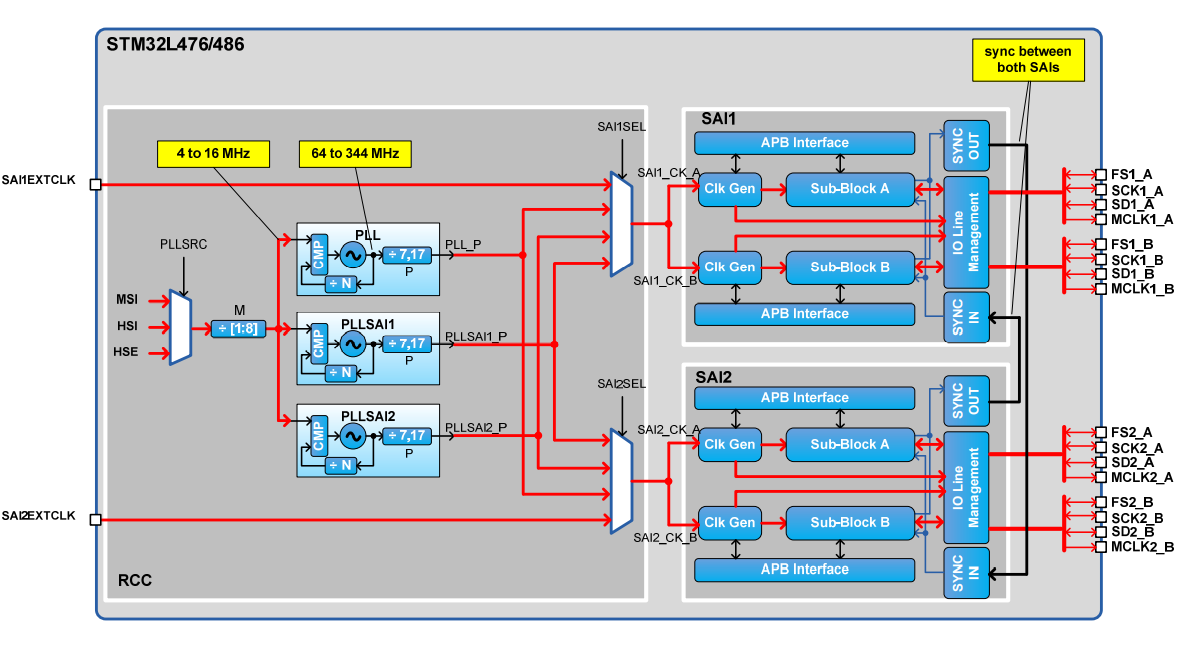 STM32L476/486
sync between
both SAIs
SAI1EXTCLK
4 to 16 MHz
64 to 344 MHz
SAI1SEL
PLLSRC
MSI
HSI
HSE
M
÷ [1:8]
PLL
CMP
÷ 7,17
÷ N
P
PLL_P
PLLSAI1
CMP
÷ 7,17
÷ N
P
PLLSAI1_P
PLLSAI2
CMP
÷ 7,17
÷ N
P
PLLSAI2_P
SAI2SEL
SAI2EXTCLK
RCC
SAI1
APB Interface
SAI1_CK_A
Clk Gen
Sub-Block A
SAI1_CK_B
Clk Gen
Sub-Block B
APB Interface
SYNC
OUT
IO Line
Management
SYNC
IN
FS1_A
SCK1_A
SD1_A
MCLK1_A
FS1_B
SCK1_B
SD1_B
MCLK1_B
SAI2
APB Interface
SAI2_CK_A
Clk Gen
Sub-Block A
SAI2_CK_B
Clk Gen
Sub-Block B
APB Interface
SYNC
OUT
IO Line
Management
SYNC
IN
FS2_A
SCK2_A
SD2_A
MCLK2_A
FS2_B
SCK2_B
SD2_B
MCLK2_B